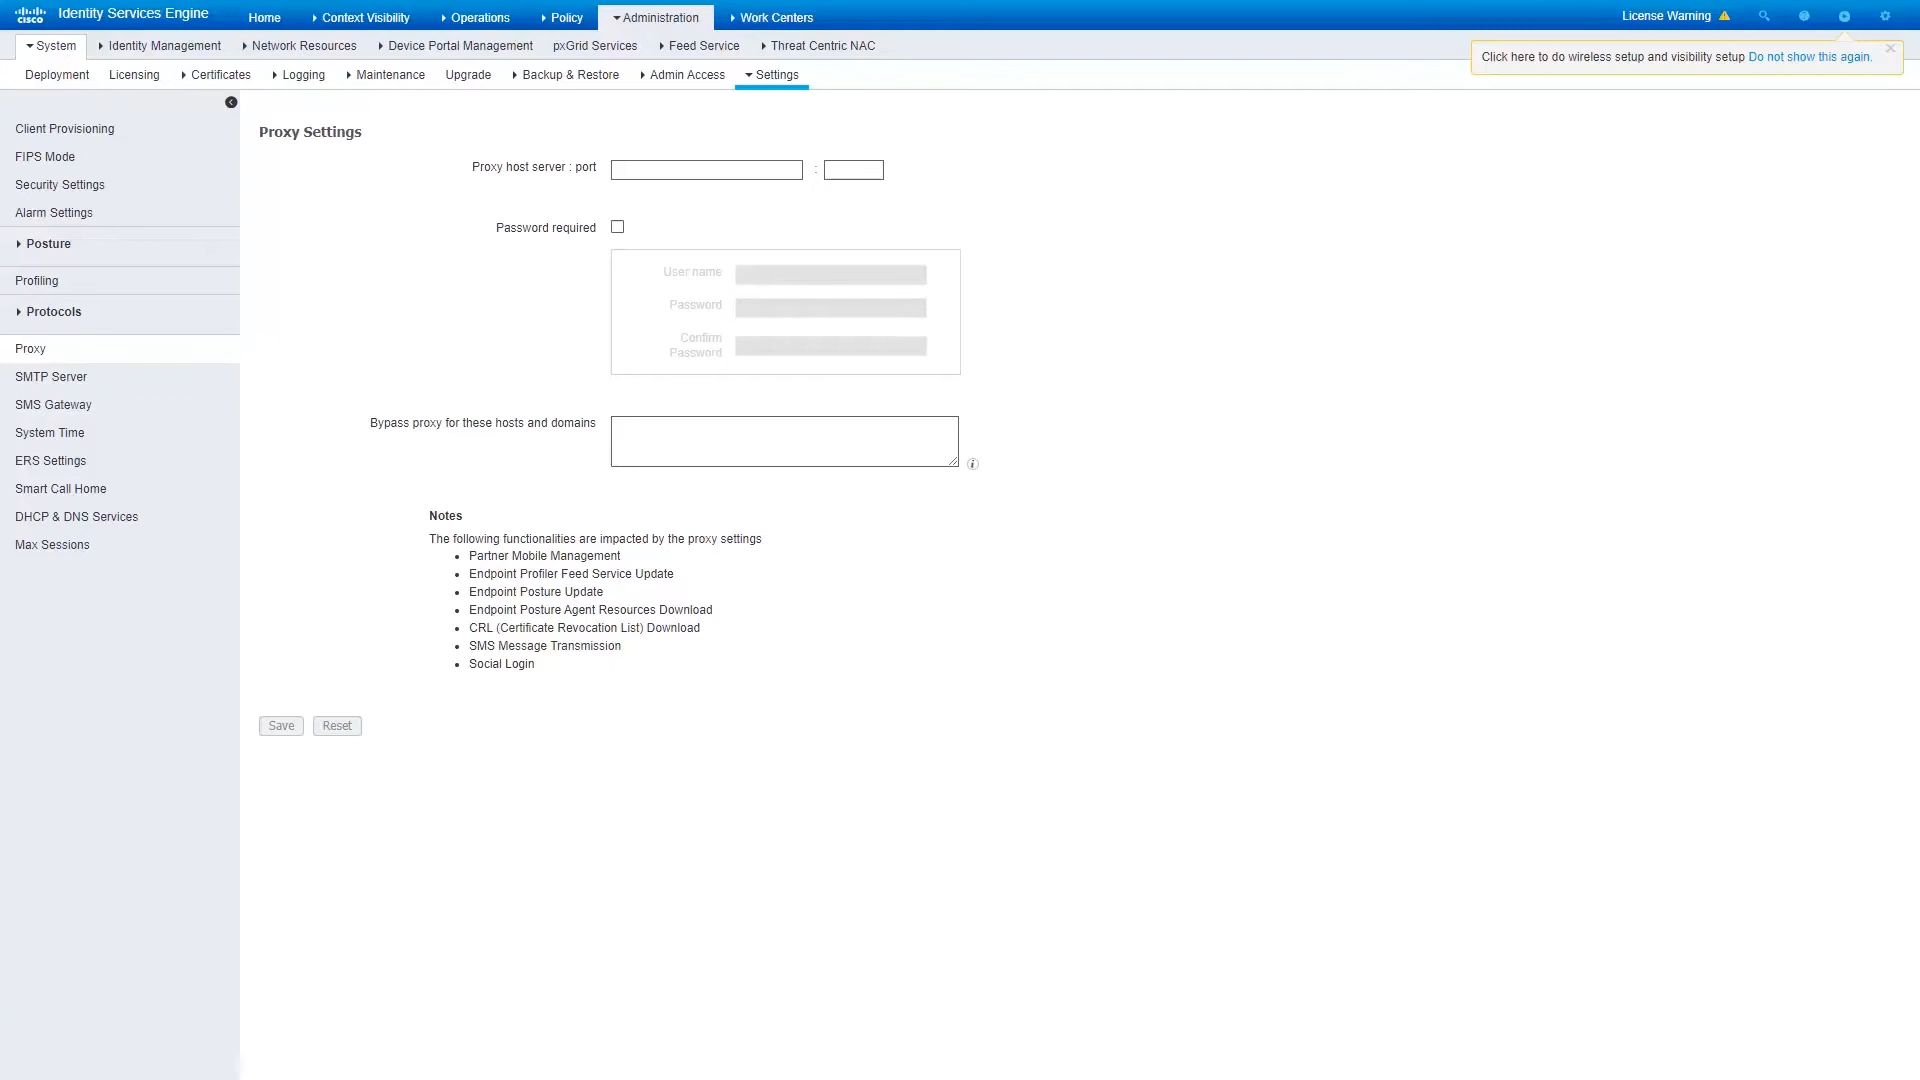 cisco Identity Services Engine Home Context Visibility Operations Policy Administration Work Centers License Warning
System Identity Management Network Resources Device Portal Management pxGrid Services Feed Service Threat Centric NAC
Click here to do wireless setup and visibility setup Do not show this again.
Deployment Licensing Certificates Logging Maintenance Upgrade Backup & Restore Admin Access Settings
Client Provisioning
FIPS Mode
Security Settings
Alarm Settings
Posture
Profiling
Protocols
Proxy
SMTP Server
SMS Gateway
System Time
ERS Settings
Smart Call Home
DHCP & DNS Services
Max Sessions
Proxy Settings
Proxy host server : port :
Password required
User name
Password
Confirm
Password
Bypass proxy for these hosts and domains
Notes
The following functionalities are impacted by the proxy settings
• Partner Mobile Management
• Endpoint Profiler Feed Service Update
• Endpoint Posture Update
• Endpoint Posture Agent Resources Download
• CRL (Certificate Revocation List) Download
• SMS Message Transmission
• Social Login
Save Reset